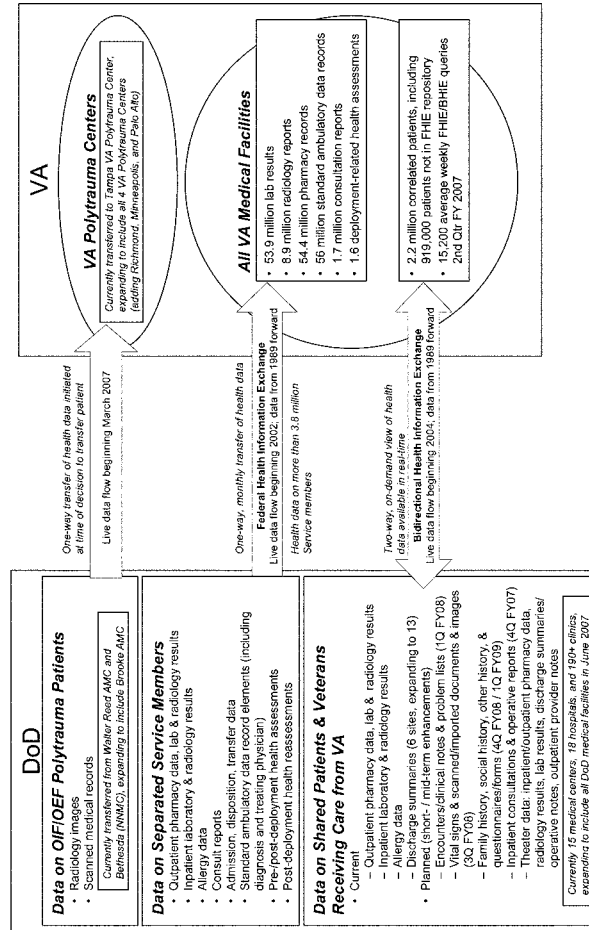 DoD
Data on OIF/OEF Polytrauma Patients
• Radiology images
• Scanned medical records
Currently transferred from Walter Reed AMC and
Bethesda (NNMC), expanding to include Brooke AMC
Data on Separated Service Members
• Outpatient pharmacy data, lab & radiology results
• Inpatient laboratory & radiology results
• Allergy data
• Consult reports
• Admission, disposition, transfer data
• Standard ambulatory data record elements (including
diagnosis and treating physician)
• Pre-/post-deployment health assessments
• Post-deployment health reassessments
Data on Shared Patients & Veterans
Receiving Care from VA
• Current
– Outpatient pharmacy data, lab & radiology results
– Inpatient laboratory & radiology results
– Allergy data
– Discharge summaries (6 sites, expanding to 13)
• Planned (short- / mid-term enhancements)
– Encounters/clinical notes & problem lists (1Q FY08)
– Vital signs & scanned/imported documents & images
(3Q FY08)
– Family history, social history, other history, &
questionnaires/forms (4Q FY08 / 1Q FY09)
– Inpatient consultations & operative reports (4Q FY07)
– Theater data: inpatient/outpatient pharmacy data,
radiology results, lab results, discharge summaries/
operative notes, outpatient provider notes
Currently 15 medical centers, 18 hospitals, and 190+ clinics,
expanding to include all DoD medical facilities in June 2007
One-way transfer of health data initiated
at time of decision to transfer patient
Live data flow beginning March 2007
One-way, monthly transfer of health data
Federal Health Information Exchange
Live data flow beginning 2002; data from 1989 forward
Health data on more than 3.8 million
Service members
Two-way, on-demand view of health
data available in real-time
Bidirectional Health Information Exchange
Live data flow beginning 2004; data from 1989 forward
VA
VA Polytrauma Centers
Currently transferred to Tampa VA Polytrauma Center,
expanding to include all 4 VA Polytrauma Centers
(adding Richmond, Minneapolis, and Palo Alto)
All VA Medical Facilities
• 53.9 million lab results
• 8.9 million radiology reports
• 54.4 million pharmacy records
• 56 million standard ambulatory data records
• 1.7 million consultation reports
• 1.6 deployment-related health assessments
• 2.2 million correlated patients, including
919,000 patients not in FHIE repository
• 15,200 average weekly FHIE/BHIE queries
2nd Qtr FY 2007